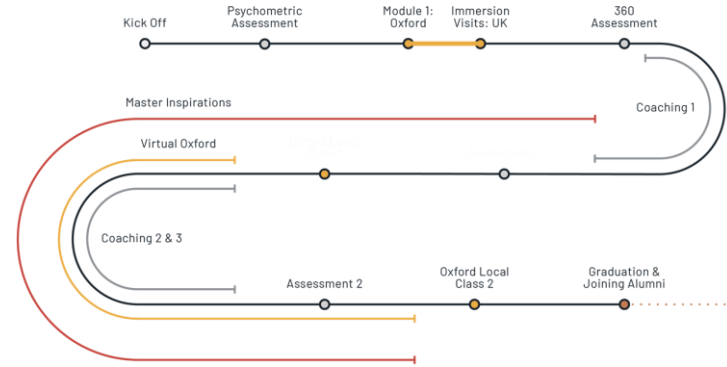 Kick Off
Psychometric
Assessment
Module 1:
Oxford
Immersion
Visits: UK
360
Assessment
Coaching 1
Master Inspirations
Virtual Oxford
Coaching 2 & 3
Assessment 2
Oxford Local
Class 2
Graduation &
Joining Alumni